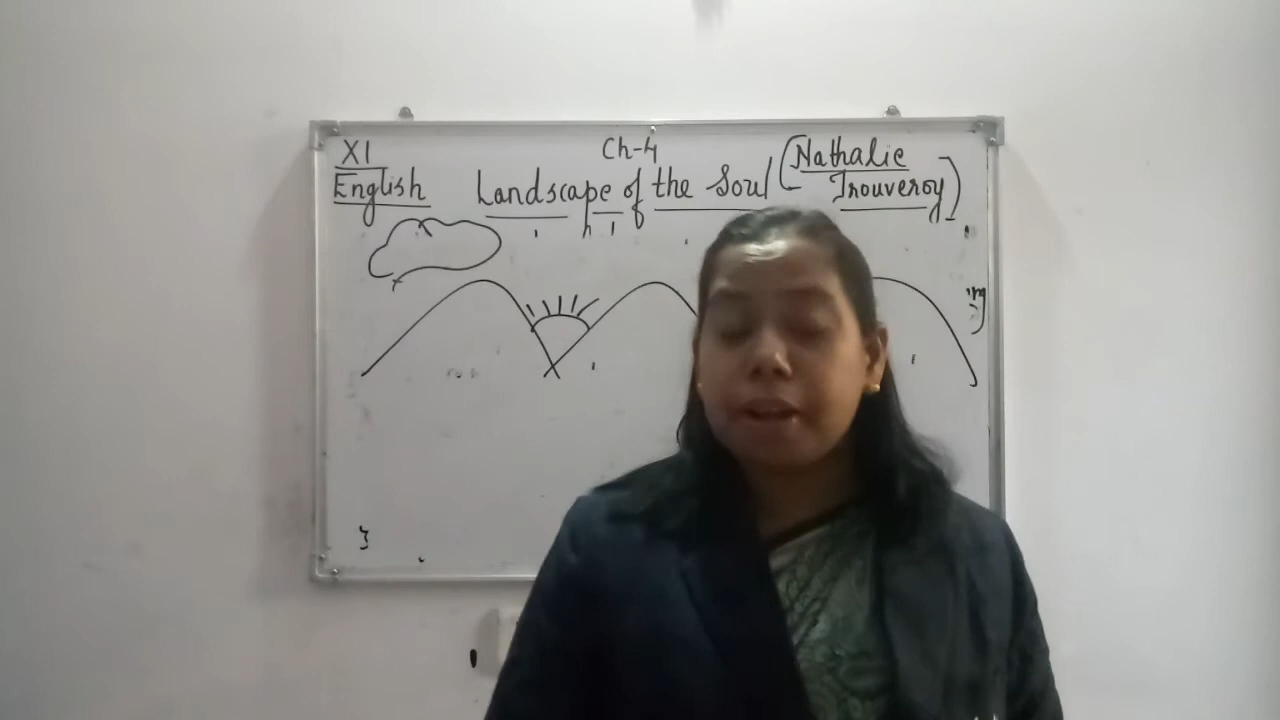 XI
English
Ch-4
Landscape of the Soul (Nathalie
Trouveroy)